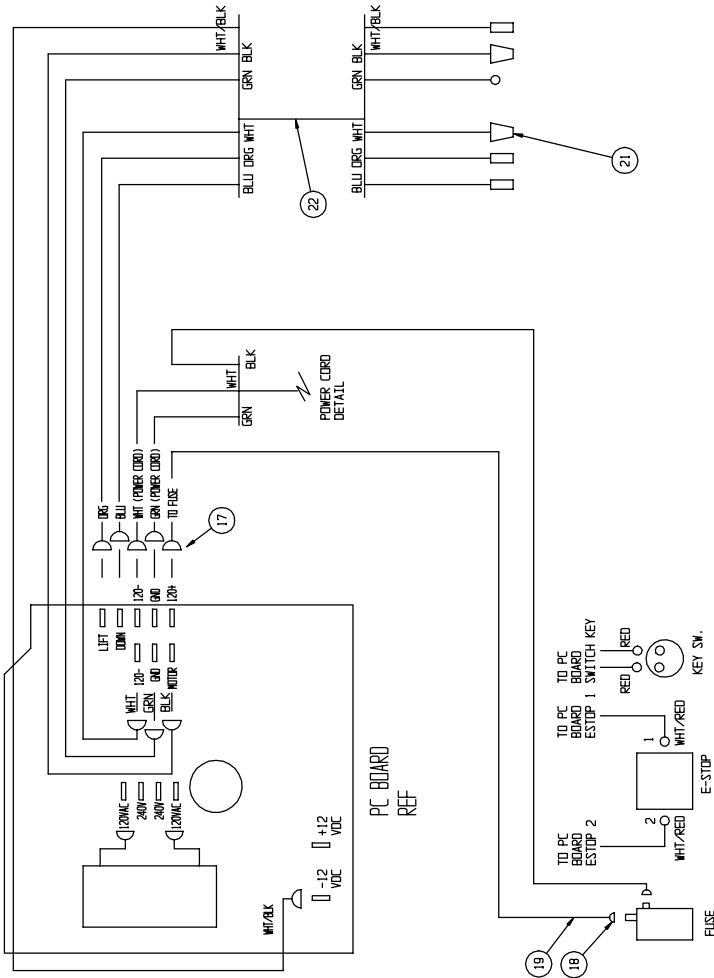 WHT/BLK
BLK
GRN
WHT
ORG
BLU
WHT/BLK
BLK
GRN
WHT
ORG
BLU
22
21
BLK
WHT
GRN
POWER CORD
DETAIL
ORG
BLU
WHT (POWER CORD)
GRN (POWER CORD)
TO FUSE
17
LIFT
DOWN
120-
GND
120+
120-
GND
MOTOR
WHT
GRN
BLK
120VAC
240V
240V
120VAC
+12
VDC
-12
VDC
WHT/BLK
PC BOARD
REF
TO PC
BOARD
SWITCH KEY
RED
RED
KEY SW.
TO PC
BOARD
ESTOP 1
1
WHT/RED
E-STOP
TO PC
BOARD
ESTOP 2
2
WHT/RED
19
18
FUSE